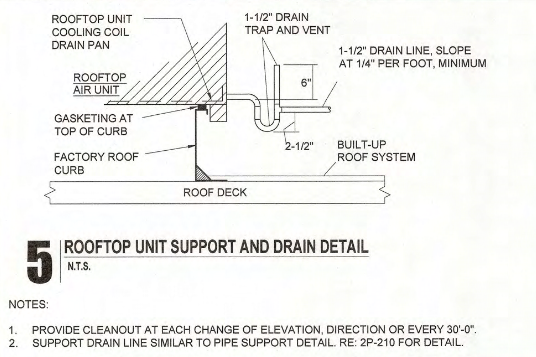 ROOFTOP UNIT
COOLING COIL
DRAIN PAN
1-1/2" DRAIN
TRAP AND VENT
1-1/2" DRAIN LINE, SLOPE
AT 1/4" PER FOOT, MINIMUM
ROOFTOP
AIR UNIT
6"
GASKETING AT
TOP OF CURB
2-1/2"
BUILT-UP
ROOF SYSTEM
FACTORY ROOF
CURB
ROOF DECK
5
ROOFTOP UNIT SUPPORT AND DRAIN DETAIL
N.T.S.
NOTES:
1. PROVIDE CLEANOUT AT EACH CHANGE OF ELEVATION, DIRECTION OR EVERY 30'-0".
2. SUPPORT DRAIN LINE SIMILAR TO PIPE SUPPORT DETAIL. RE: 2P-210 FOR DETAIL.